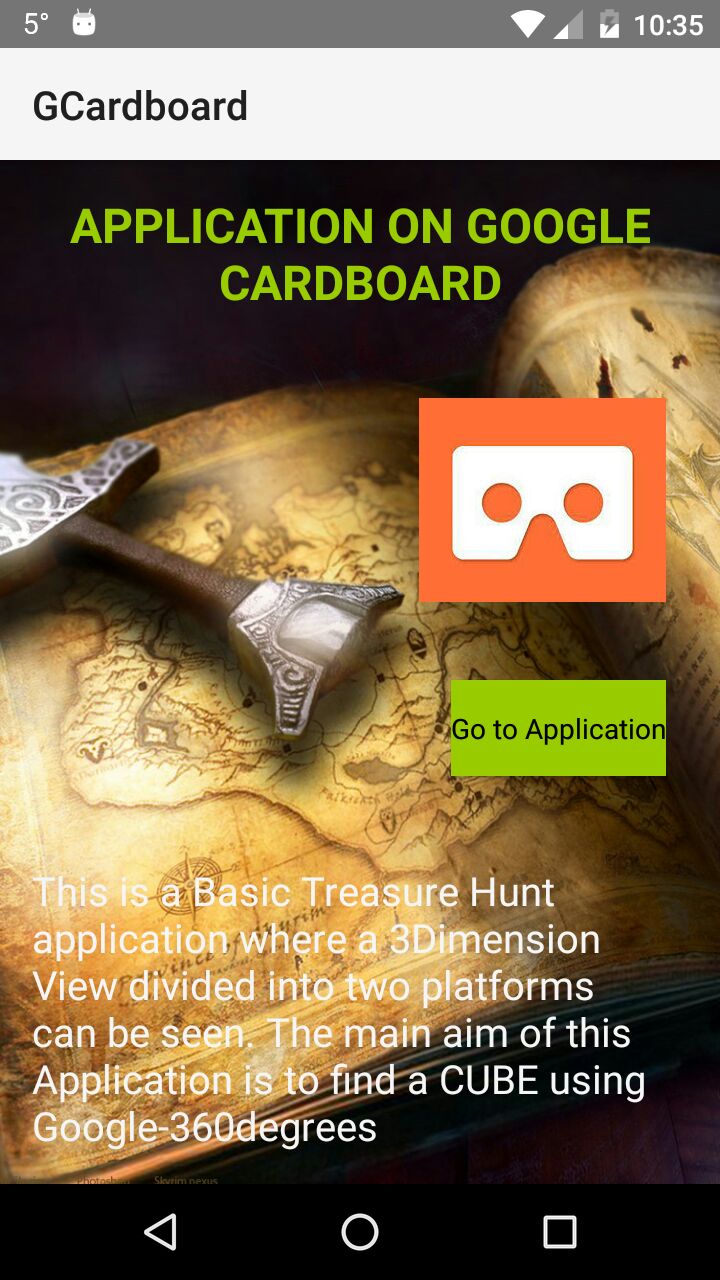 5°
10:35
GCardboard
APPLICATION ON GOOGLE
CARDBOARD
Go to Application
This is a Basic Treasure Hunt
application where a 3Dimension
View divided into two platforms
can be seen. The main aim of this
Application is to find a CUBE using
Google-360degrees
Skyrim nexus